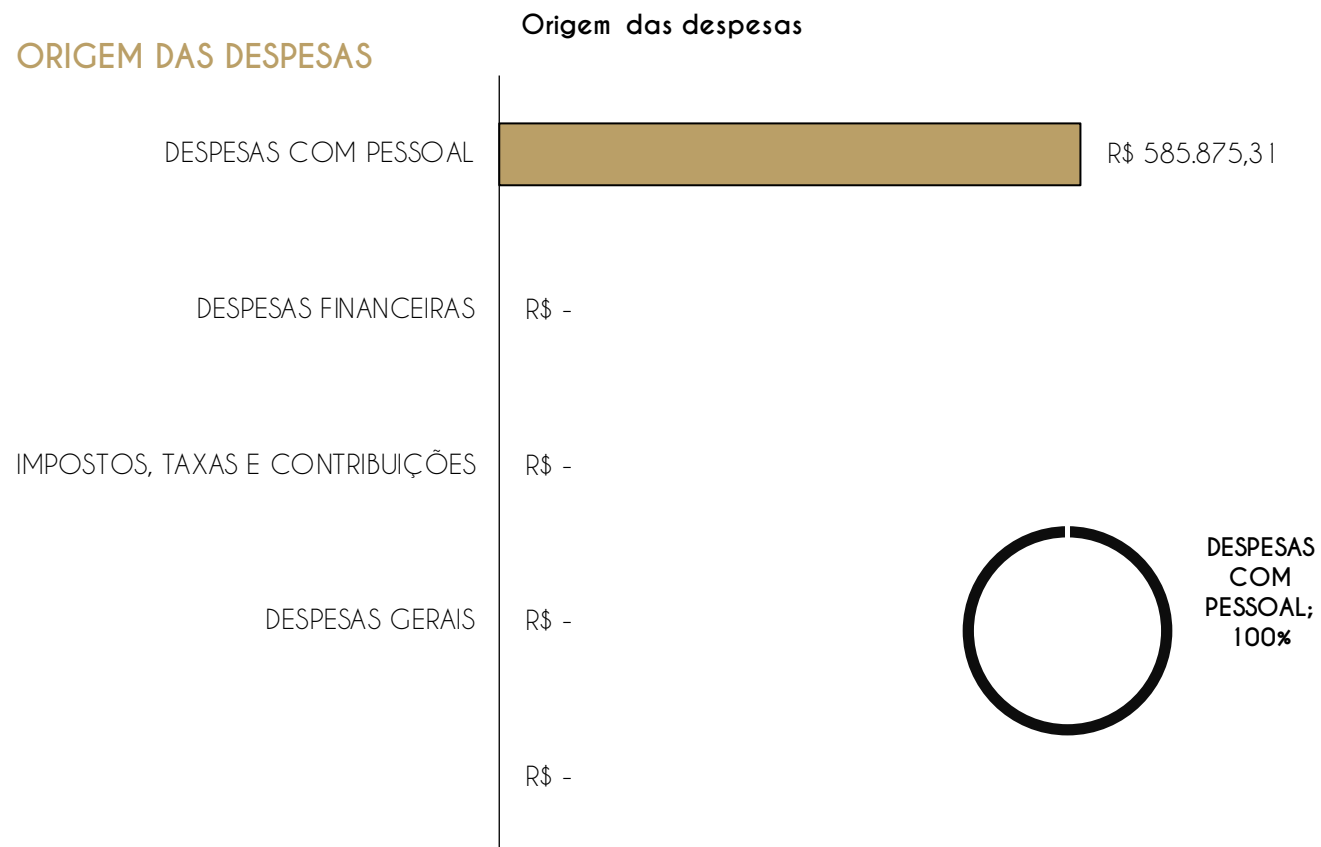 Origem das despesas
ORIGEM DAS DESPESAS
DESPESAS COM PESSOAL R$ 585.875,31
DESPESAS FINANCEIRAS R$ -
IMPOSTOS, TAXAS E CONTRIBUIÇÕES R$ -
DESPESAS GERAIS R$ -
R$ -
DESPESAS
COM
PESSOAL;
100%